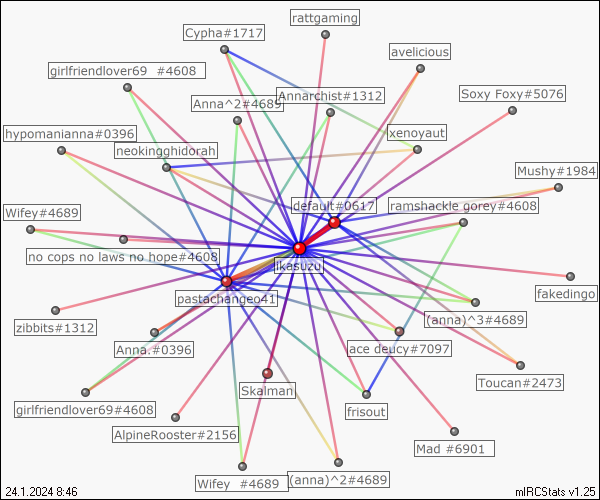 rattgaming
Cypha#1717
avelicious
girlfriendlover69 #4608
Soxy Foxy#5076
Anna^2#4689
Annarchist#1312
hypomanianna#0396
xenoyaut
neokingghidorah
Mushy#1984
default#0617
ramshackle gorey#4608
Wifey#4689
no cops no laws no hope#4608
jkasuzu
pastachangeo41
fakedingo
zibbits#1312
(anna)^3#4689
Anna.#0396
ace deucy#7097
Toucan#2473
Skalman
girlfriendlover69#4608
frisout
AlpineRooster#2156
Mad #6901
Wifey #4689
(anna)^2#4689
24.1.2024 8:46
mIRCStats v1.25